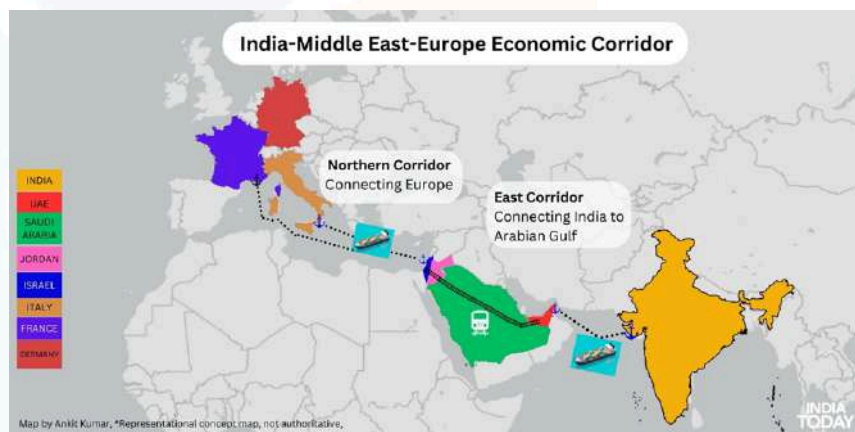 India-Middle East-Europe Economic Corridor
Northern Corridor
Connecting Europe
East Corridor
Connecting India to
Arabian Gulf
INDIA
UAE
SAUDI
ARABIA
JORDAN
ISRAEL
ITALY
FRANCE
GERMANY
Map by Ankit Kumar, *Representational concept map, not authoritative,
INDIA
TODAY